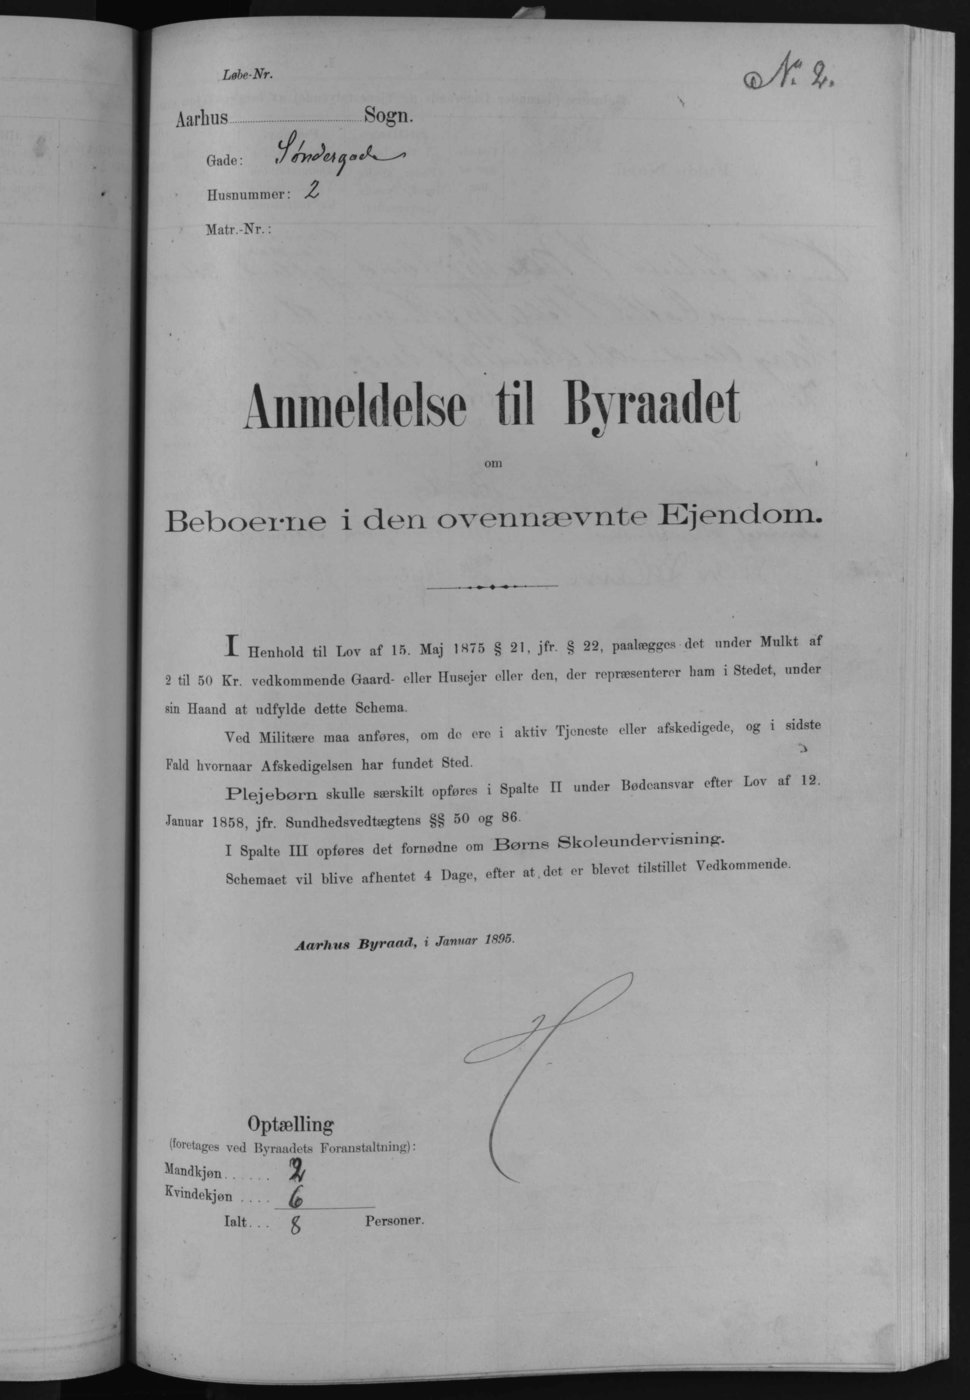 Løbe-Nr.
No. 2.
Aarhus Sogn.
Gade: Søndergade
Husnummer: 2
Matr.-Nr.:
Anmeldelse til Byraadet
om
Beboerne i den ovennævnte Ejendom.
I Henhold til Lov af 15. Maj 1875 § 21, jfr. § 22, paalægges det under Mulkt af
2 til 50 Kr. vedkommende Gaard- eller Husejer eller den, der repræsenterer ham i Stedet, under
sin Haand at udfylde dette Schema.
Ved Militære maa anføres, om de ere i aktiv Tjeneste eller afskedigede, og i sidste
Fald hvornaar Afskedigelsen har fundet Sted.
Plejebørn skulle særskilt opføres i Spalte II under Bødeansvar efter Lov af 12.
Januar 1858, jfr. Sundhedsvedtægtens §§ 50 og 86.
I Spalte III opføres det fornødne om Børns Skoleundervisning.
Schemaet vil blive afhentet 4 Dage, efter at det er blevet tilstillet Vedkommende.
Aarhus Byraad, i Januar 1895.
H
Optælling
(foretages ved Byraadets Foranstaltning):
Mandkjøn...... 2
Kvindekjøn .... 6
Ialt... 8 Personer.